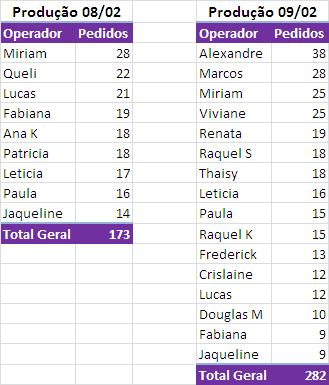 Produção 08/02
Operador Pedidos
Miriam 28
Queli 22
Lucas 21
Fabiana 19
Ana K 18
Patricia 18
Leticia 17
Paula 16
Jaqueline 14
Total Geral 173
Produção 09/02
Operador Pedidos
Alexandre 38
Marcos 28
Miriam 25
Viviane 25
Renata 19
Raquel S 18
Thaisy 18
Leticia 16
Paula 15
Raquel K 15
Frederick 13
Crislaine 12
Lucas 12
Douglas M 10
Fabiana 9
Jaqueline 9
Total Geral 282